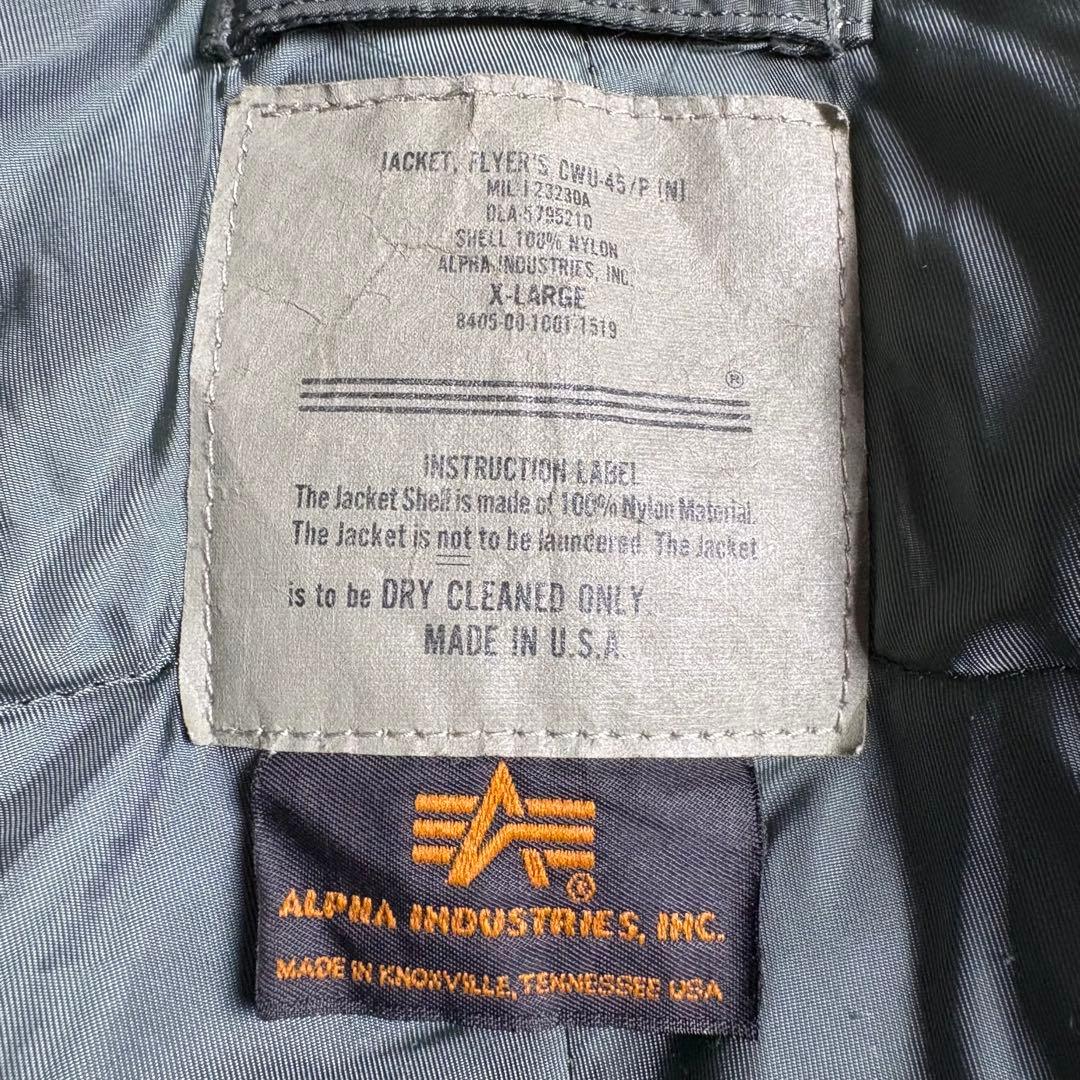 JACKET, FLYER'S CWU-45/P (N)
MIL-J-23230A
DLA-5795210
SHELL 100% NYLON
ALPHA INDUSTRIES, INC.
X-LARGE
8405-00-1001-1519
®
INSTRUCTION LABEL
The Jacket Shell is made of 100% Nylon Material.
The Jacket is not to be laundered. The Jacket
is to be DRY CLEANED ONLY.
MADE IN U.S.A.
®
ALPHA INDUSTRIES, INC.
MADE IN KNOXVILLE, TENNESSEE USA